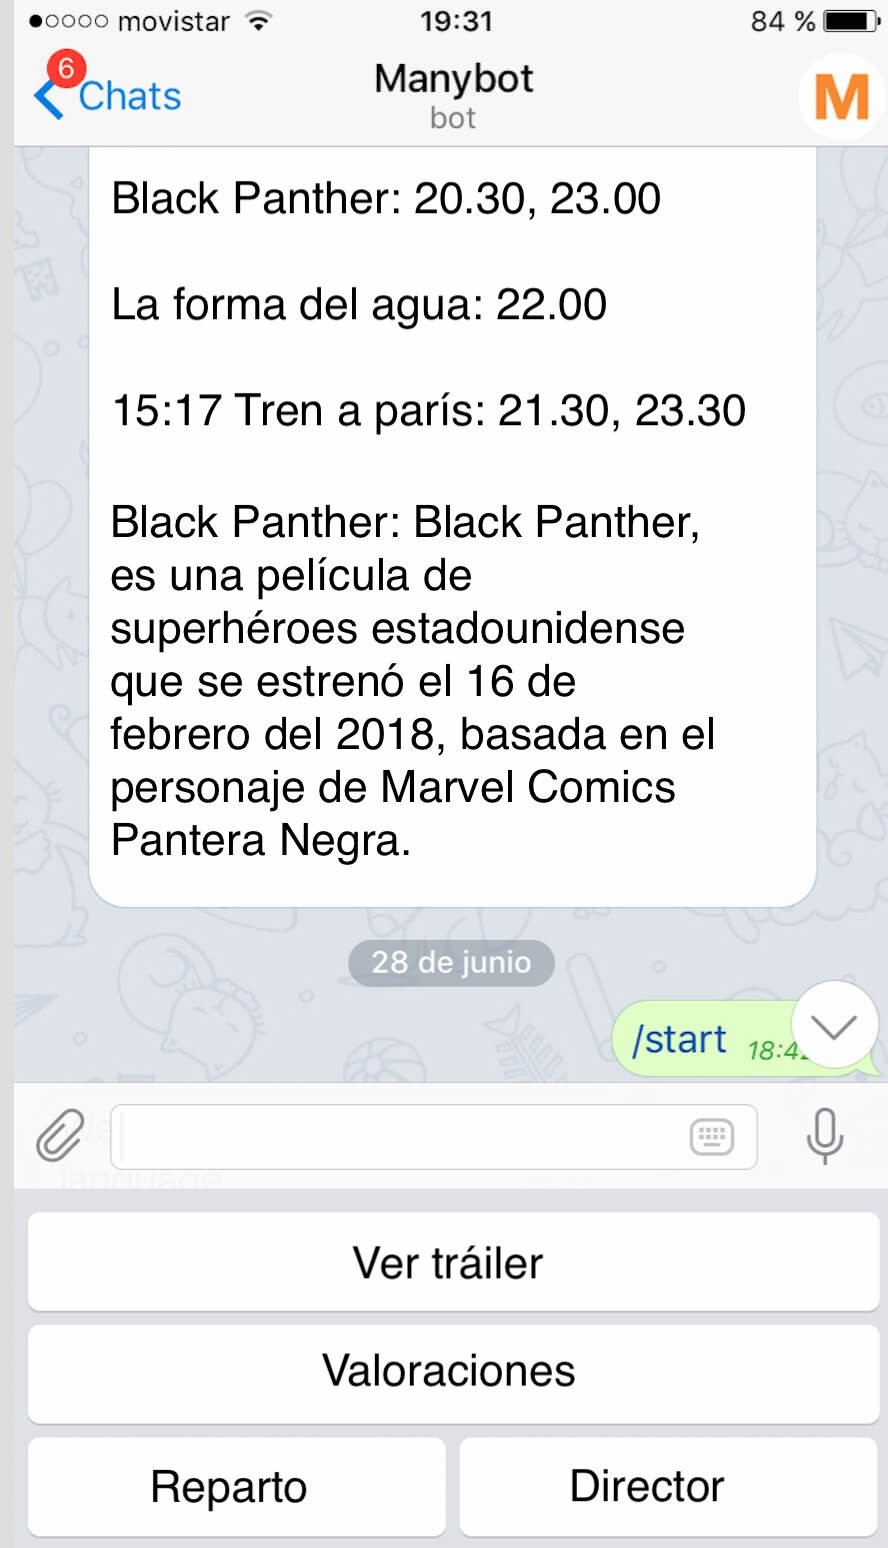 movistar 19:31 84 %
6
Chats Manybot M
bot
Black Panther: 20.30, 23.00
La forma del agua: 22.00
15:17 Tren a parís: 21.30, 23.30
Black Panther: Black Panther,
es una película de
superhéroes estadounidense
que se estrenó el 16 de
febrero del 2018, basada en el
personaje de Marvel Comics
Pantera Negra.
28 de junio
/start
language
Ver tráiler
Valoraciones
Reparto Director